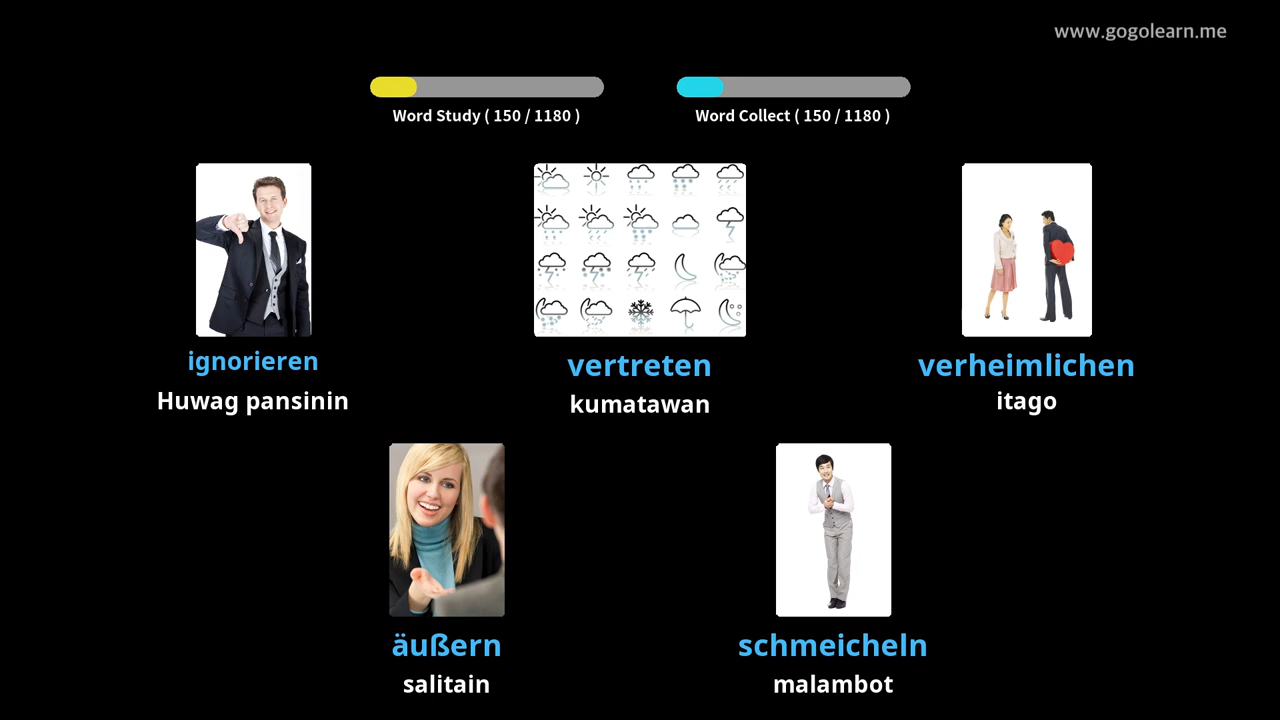 www.gogolearn.me
Word Study ( 150 / 1180 )
Word Collect ( 150 / 1180 )
ignorieren
Huwag pansinin
vertreten
kumatawan
verheimlichen
itago
äußern
salitain
schmeicheln
malambot